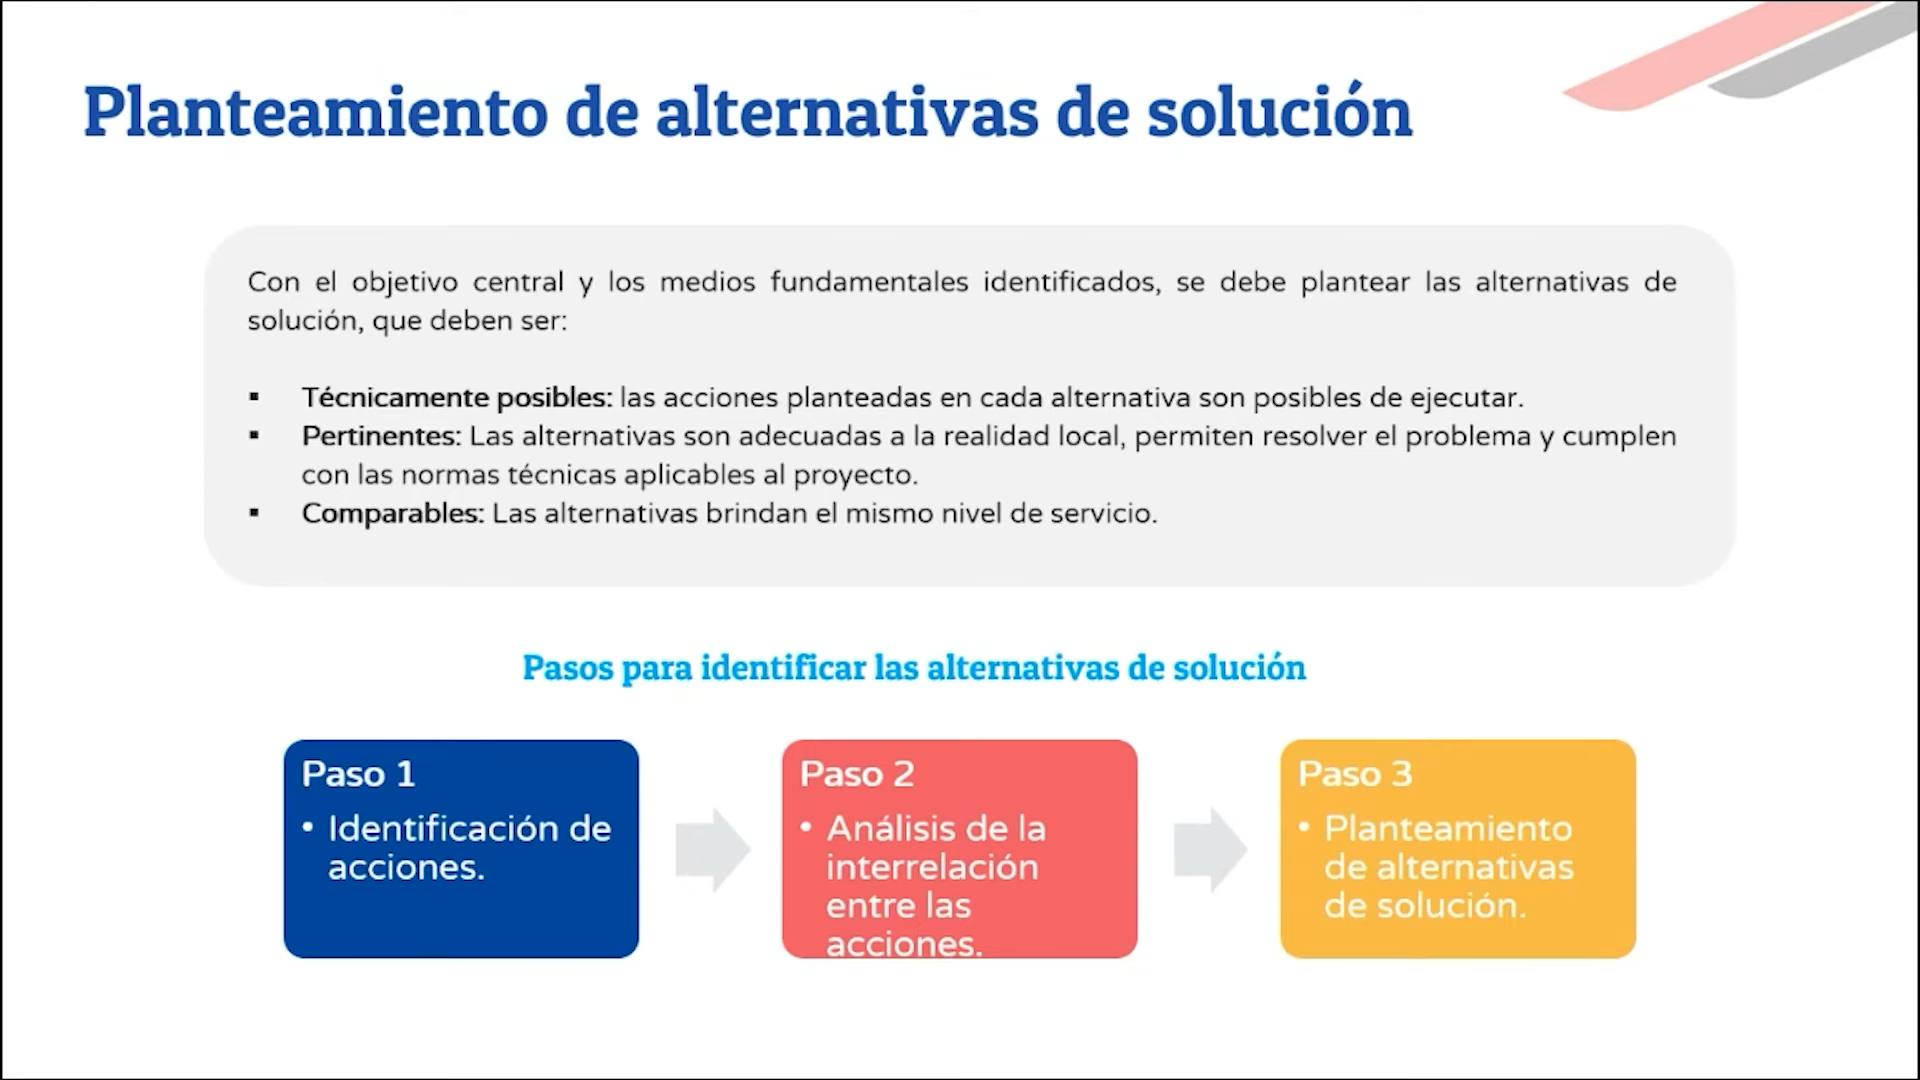 Planteamiento de alternativas de solución
Con el objetivo central y los medios fundamentales identificados, se debe plantear las alternativas de
solución, que deben ser:
▪ Técnicamente posibles: las acciones planteadas en cada alternativa son posibles de ejecutar.
▪ Pertinentes: Las alternativas son adecuadas a la realidad local, permiten resolver el problema y cumplen
con las normas técnicas aplicables al proyecto.
▪ Comparables: Las alternativas brindan el mismo nivel de servicio.
Pasos para identificar las alternativas de solución
Paso 1
• Identificación de
acciones.
Paso 2
• Análisis de la
interrelación
entre las
acciones.
Paso 3
• Planteamiento
de alternativas
de solución.